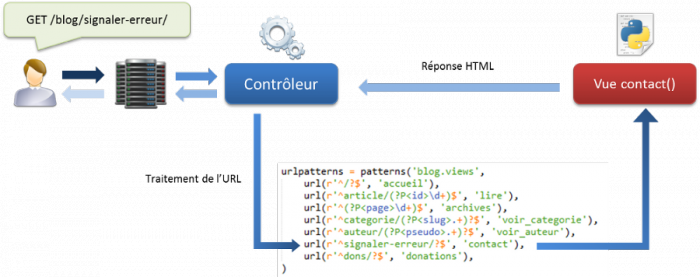 GET /blog/signaler-erreur/
Contrôleur
Réponse HTML
Vue contact()
Traitement de l'URL
urlpatterns = patterns('blog.views',
    url(r'^/?$', 'accueil'),
    url(r'^article/(?P<id>\d+)$', 'lire'),
    url(r'^(?P<page>\d+)$', 'archives'),
    url(r'^categorie/(?P<slug>.+)?$', 'voir_categorie'),
    url(r'^auteur/(?P<pseudo>.+)?$', 'voir_auteur'),
    url(r'^signaler-erreur/?$', 'contact'),
    url(r'^dons/?$', 'donations'),
)